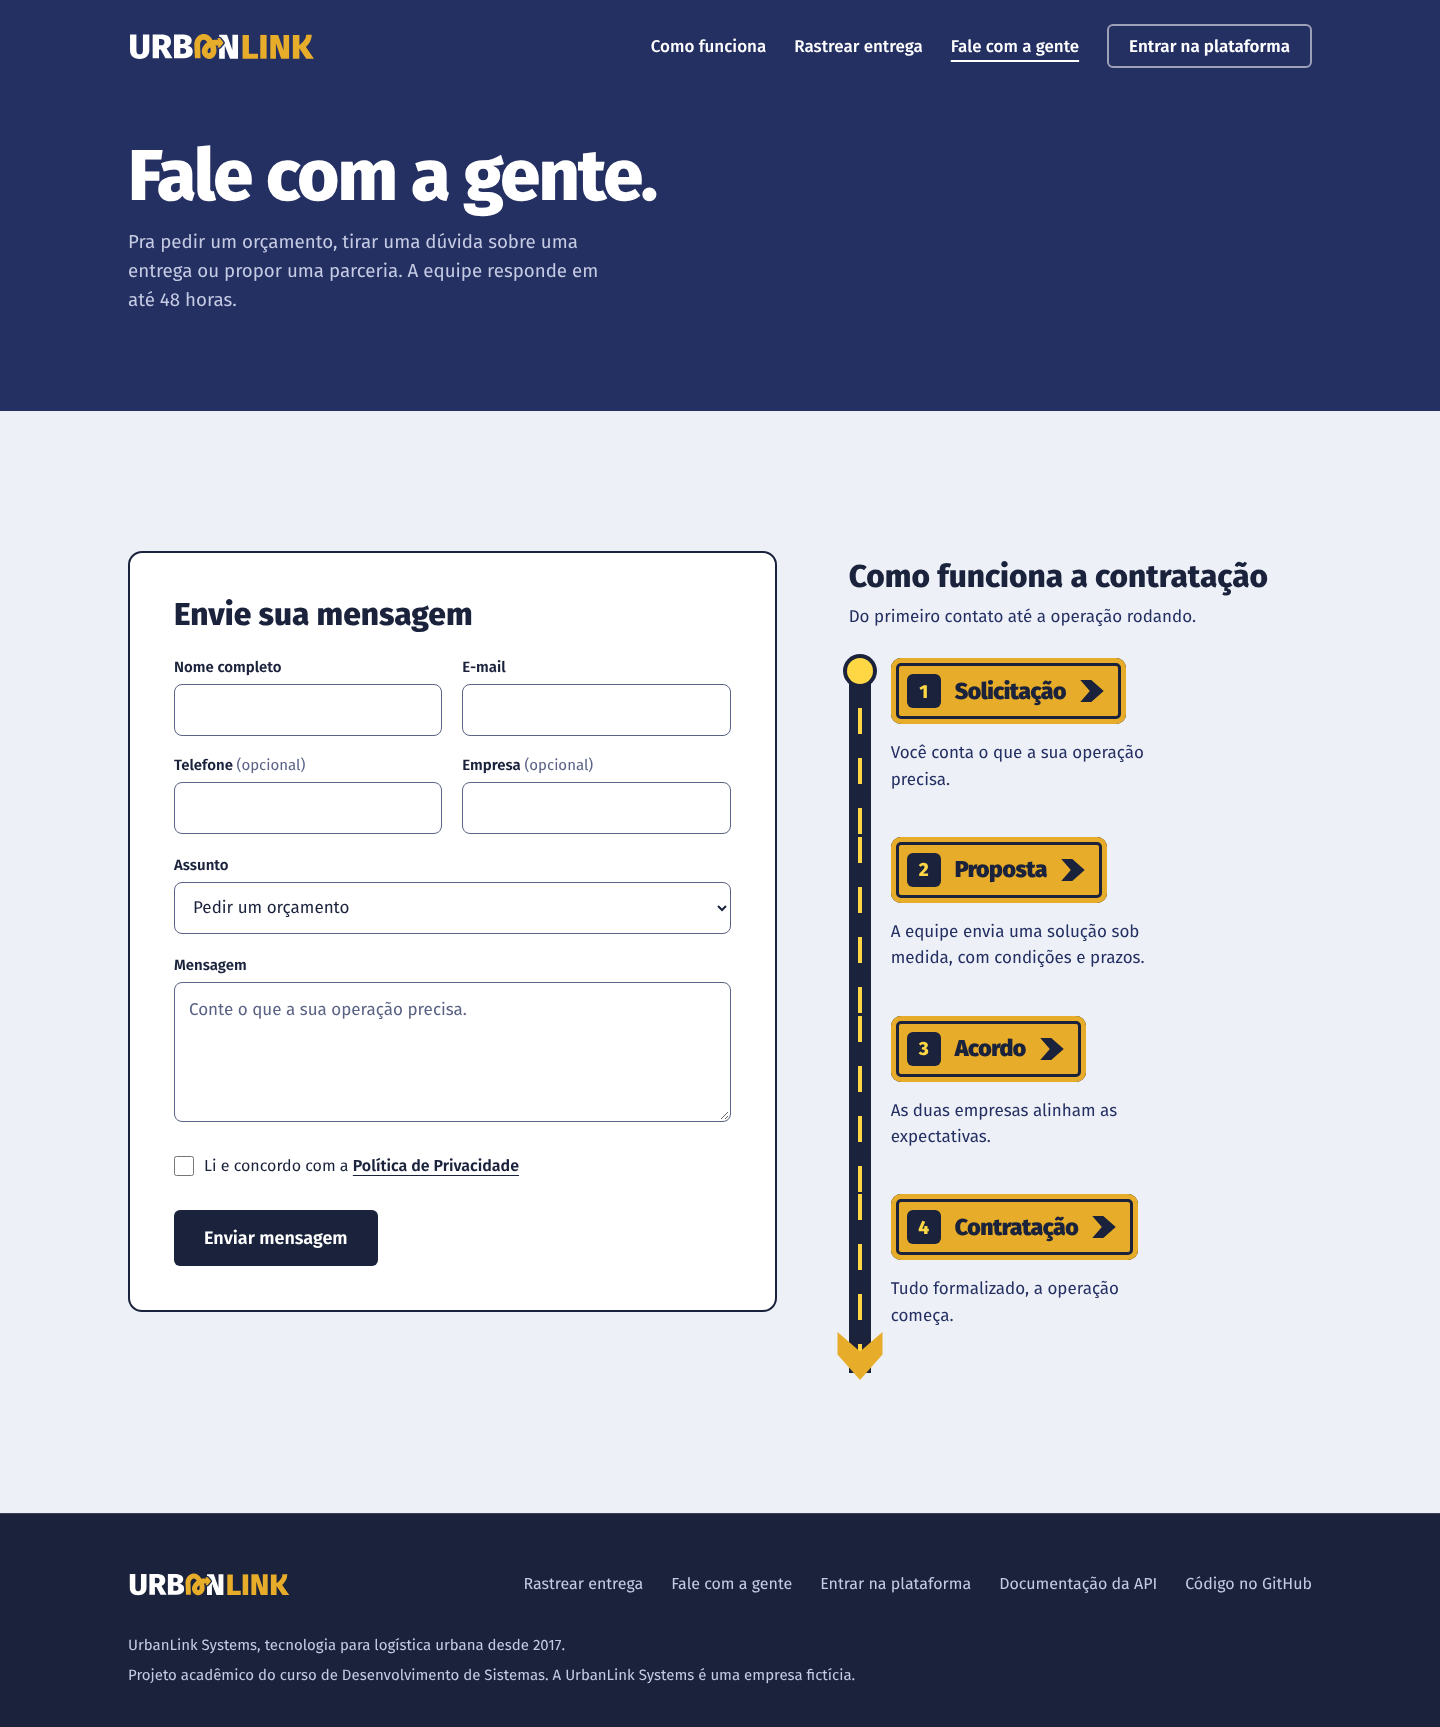 URBANLINK
Como funciona
Rastrear entrega
Fale com a gente
Entrar na plataforma
Fale com a gente.
Pra pedir um orçamento, tirar uma dúvida sobre uma
entrega ou propor uma parceria. A equipe responde em
até 48 horas.
Envie sua mensagem
Nome completo
E-mail
Telefone (opcional)
Empresa (opcional)
Assunto
Pedir um orçamento
Mensagem
Conte o que a sua operação precisa.
Li e concordo com a Política de Privacidade
Enviar mensagem
Como funciona a contratação
Do primeiro contato até a operação rodando.
1 Solicitação
Você conta o que a sua operação
precisa.
2 Proposta
A equipe envia uma solução sob
medida, com condições e prazos.
3 Acordo
As duas empresas alinham as
expectativas.
4 Contratação
Tudo formalizado, a operação
começa.
URBANLINK
Rastrear entrega
Fale com a gente
Entrar na plataforma
Documentação da API
Código no GitHub
UrbanLink Systems, tecnologia para logística urbana desde 2017.
Projeto acadêmico do curso de Desenvolvimento de Sistemas. A UrbanLink Systems é uma empresa fictícia.